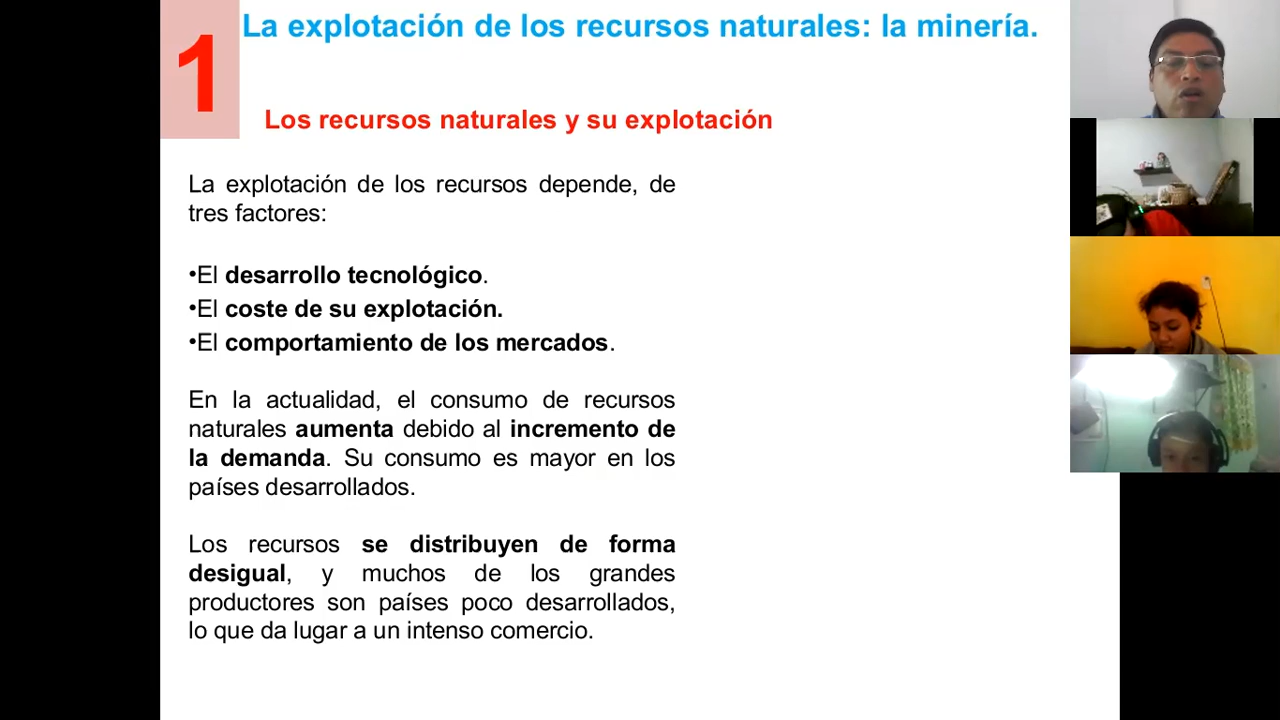 La explotación de los recursos naturales: la minería.
1
Los recursos naturales y su explotación
La explotación de los recursos depende, de
tres factores:
•El desarrollo tecnológico.
•El coste de su explotación.
•El comportamiento de los mercados.
En la actualidad, el consumo de recursos
naturales aumenta debido al incremento de
la demanda. Su consumo es mayor en los
países desarrollados.
Los recursos se distribuyen de forma
desigual, y muchos de los grandes
productores son países poco desarrollados,
lo que da lugar a un intenso comercio.